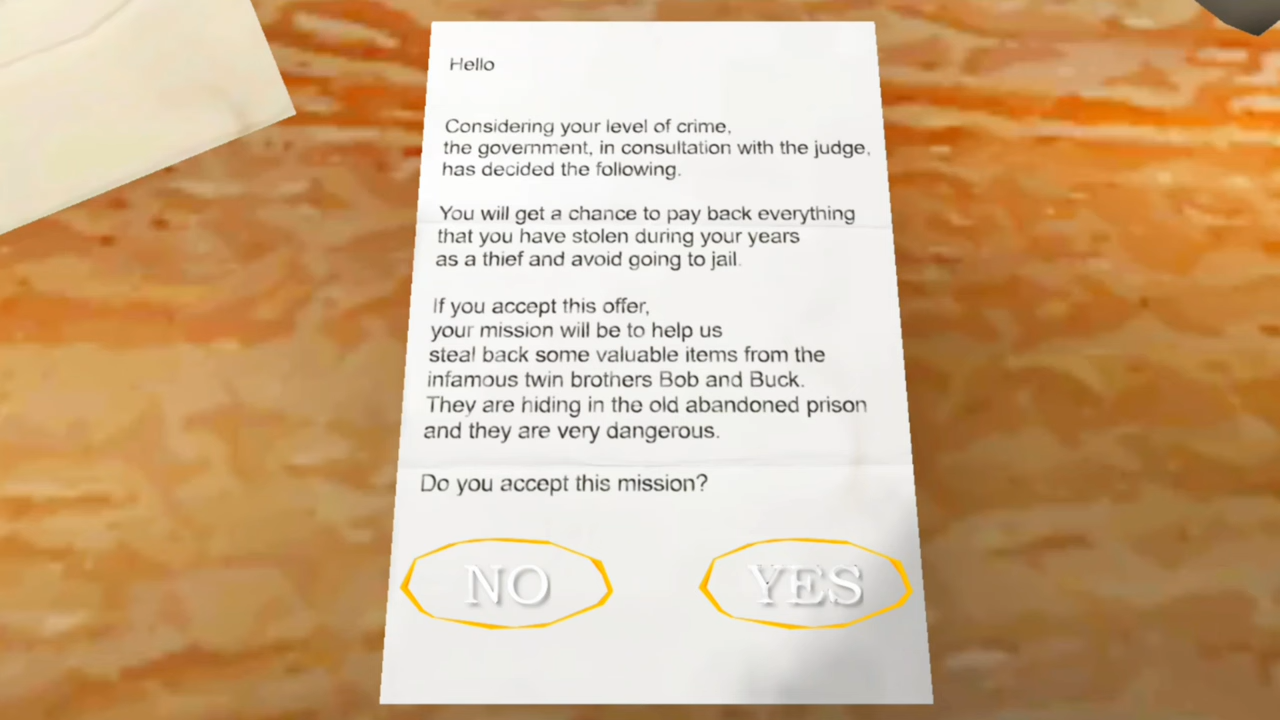 Hello
Considering your level of crime,
the government, in consultation with the judge,
has decided the following.
You will get a chance to pay back everything
that you have stolen during your years
as a thief and avoid going to jail.
If you accept this offer,
your mission will be to help us
steal back some valuable items from the
infamous twin brothers Bob and Buck.
They are hiding in the old abandoned prison
and they are very dangerous.
Do you accept this mission?
NO YES